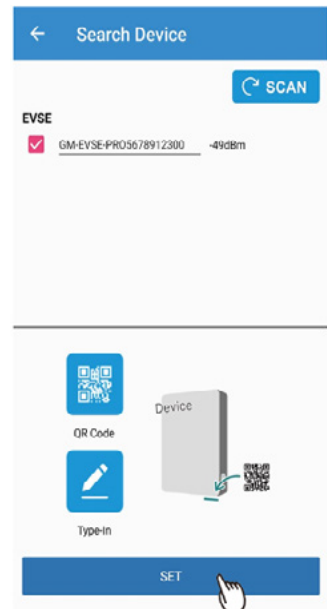 Search Device
SCAN
EVSE
GM-EVSE-PRO5678912300 -49dBm
QR Code
Device
Type-in
SET